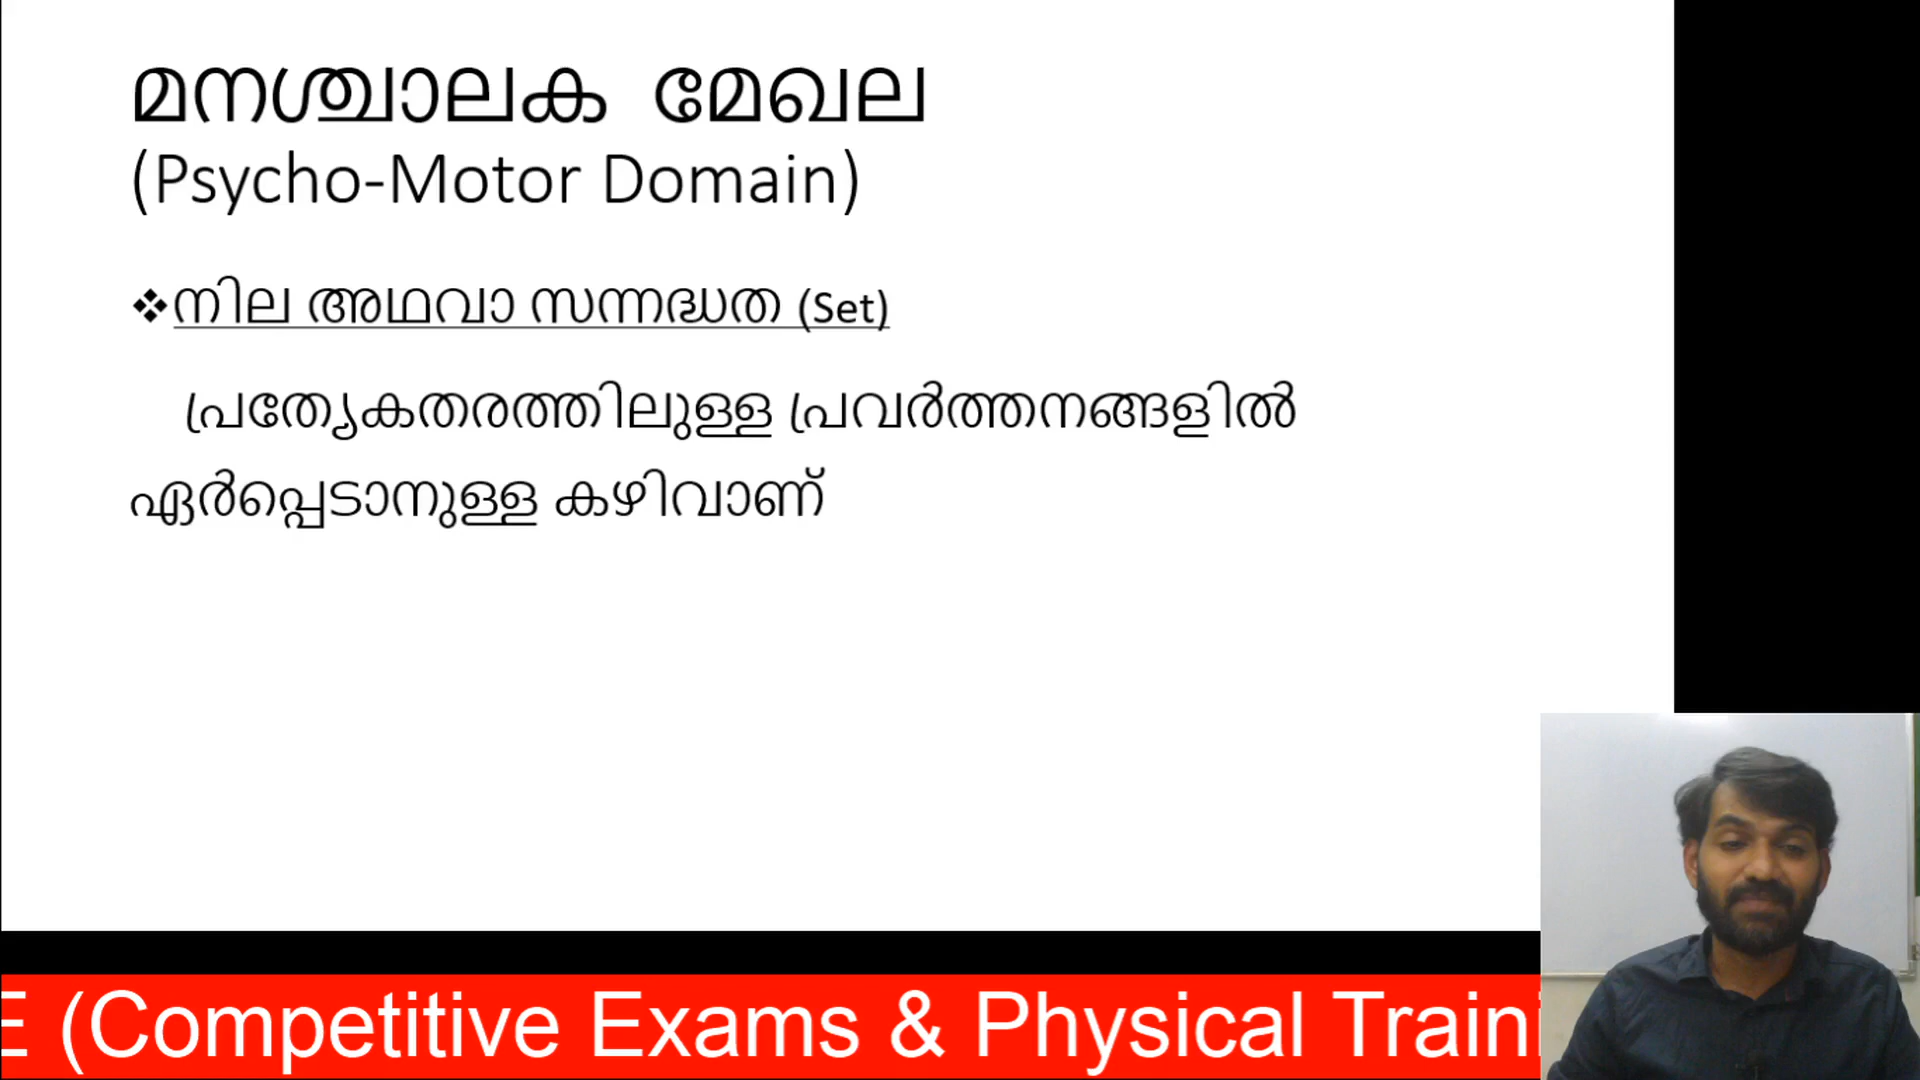 മനശ്ചാലക മേഖല
(Psycho-Motor Domain)
❖നില അഥവാ സന്നദ്ധത (Set)
പ്രത്യേകതരത്തിലുള്ള പ്രവർത്തനങ്ങളിൽ
ഏർപ്പെടാനുള്ള കഴിവാണ്
E (Competitive Exams & Physical Traini